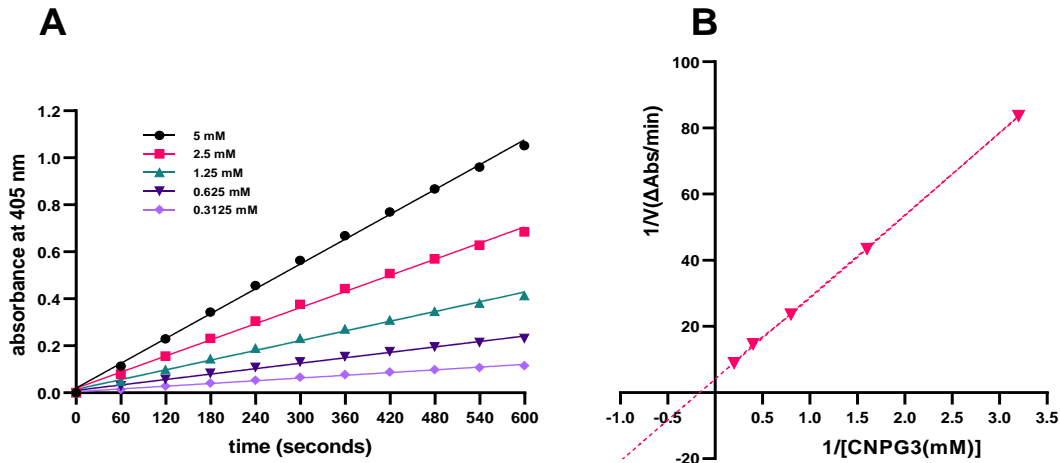 A
absorbance at 405 nm
1.2
1.0
0.8
0.6
0.4
0.2
0.0
5 mM
2.5 mM
1.25 mM
0.625 mM
0.3125 mM
0 60 120 180 240 300 360 420 480 540 600
time (seconds)
B
1/V(ΔAbs/min)
100
80
60
40
20
-20
-1.0 -0.5 0.5 1.0 1.5 2.0 2.5 3.0 3.5
1/[CNPG3(mM)]